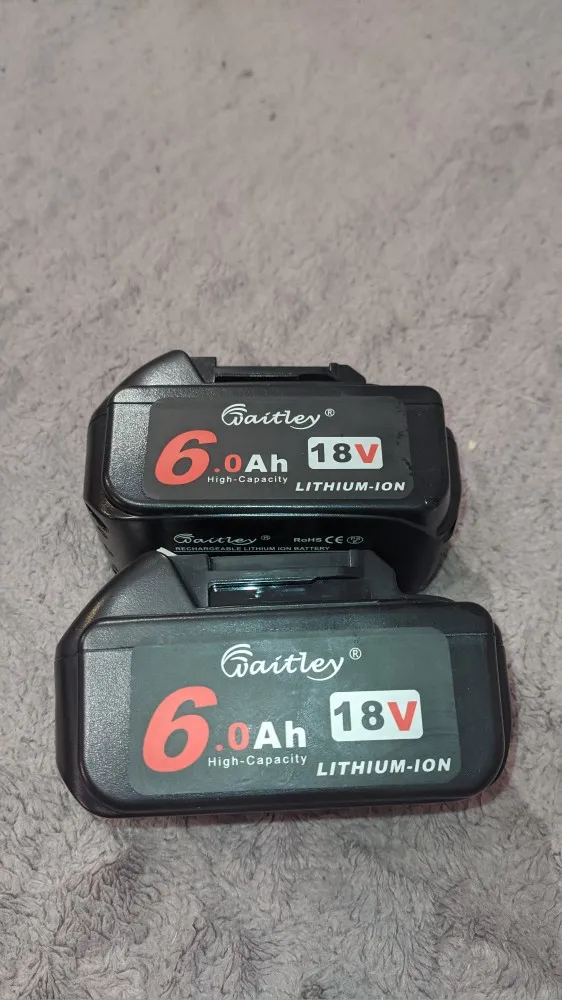 Waitley®
6.0Ah 18V
High-Capacity
LITHIUM-ION
Waitley® RoHS CE
RECHARGEABLE LITHIUM ION BATTERY
Waitley®
6.0Ah 18V
High-Capacity
LITHIUM-ION